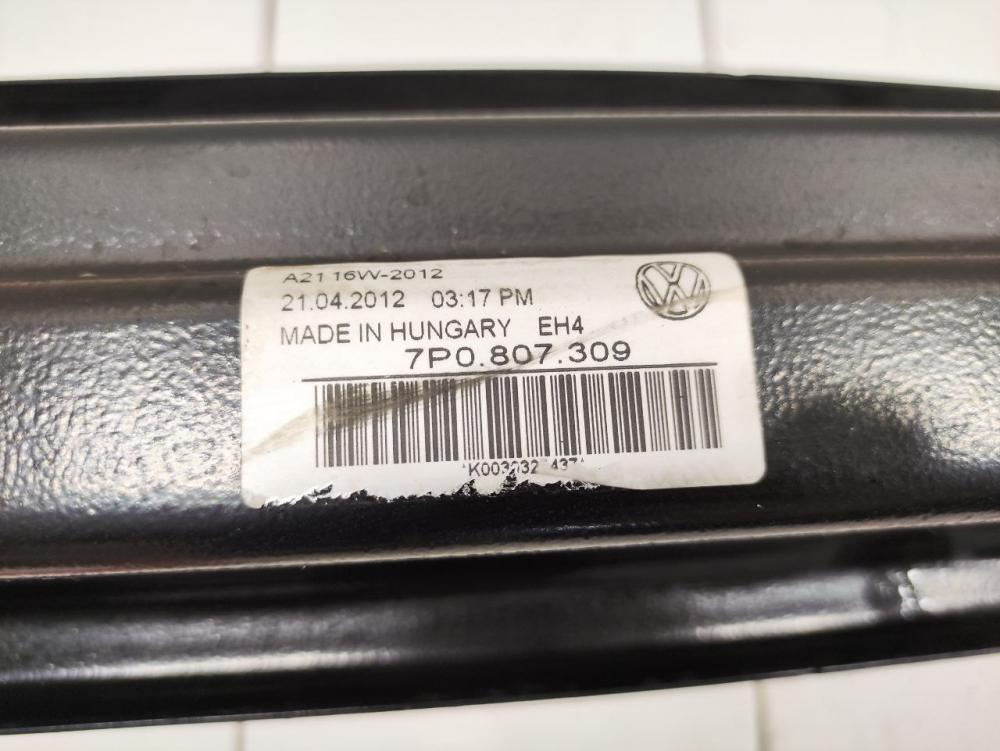 A21 16W-2012
21.04.2012 03:17 PM
MADE IN HUNGARY EH4
7P0.807.309